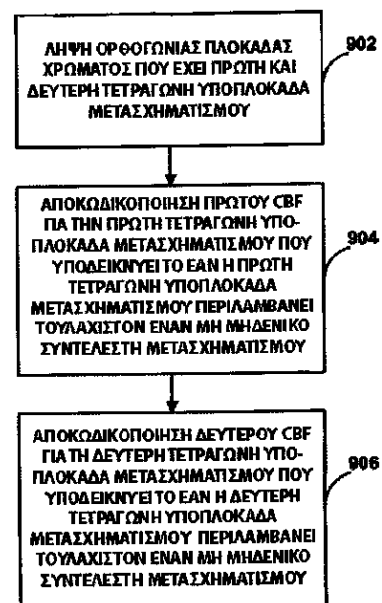 ΛΗΨΗ ΟΡΘΟΓΩΝΙΑΣ ΠΛΟΚΑΔΑΣ
ΧΡΩΜΑΤΟΣ ΠΟΥ ΕΧΕΙ ΠΡΩΤΗ ΚΑΙ
ΔΕΥΤΕΡΗ ΤΕΤΡΑΓΩΝΗ ΥΠΟΠΛΟΚΑΔΑ
ΜΕΤΑΣΧΗΜΑΤΙΣΜΟΥ
902
ΑΠΟΚΩΔΙΚΟΠΟΙΗΣΗ ΠΡΩΤΟΥ CBF
ΓΙΑ ΤΗΝ ΠΡΩΤΗ ΤΕΤΡΑΓΩΝΗ ΥΠΟ-
ΠΛΟΚΑΔΑ ΜΕΤΑΣΧΗΜΑΤΙΣΜΟΥ ΠΟΥ
ΥΠΟΔΕΙΚΝΥΕΙ ΤΟ ΕΑΝ Η ΠΡΩΤΗ
ΤΕΤΡΑΓΩΝΗ ΥΠΟΠΛΟΚΑΔΑ
ΜΕΤΑΣΧΗΜΑΤΙΣΜΟΥ ΠΕΡΙΛΑΜΒΑΝΕΙ
ΤΟΥΛΑΧΙΣΤΟΝ ΕΝΑΝ ΜΗ ΜΗΔΕΝΙΚΟ
ΣΥΝΤΕΛΕΣΤΗ ΜΕΤΑΣΧΗΜΑΤΙΣΜΟΥ
904
ΑΠΟΚΩΔΙΚΟΠΟΙΗΣΗ ΔΕΥΤΕΡΟΥ CBF
ΓΙΑ ΤΗ ΔΕΥΤΕΡΗ ΤΕΤΡΑΓΩΝΗ ΥΠΟ-
ΠΛΟΚΑΔΑ ΜΕΤΑΣΧΗΜΑΤΙΣΜΟΥ ΠΟΥ
ΥΠΟΔΕΙΚΝΥΕΙ ΤΟ ΕΑΝ Η ΔΕΥΤΕΡΗ
ΤΕΤΡΑΓΩΝΗ ΥΠΟΠΛΟΚΑΔΑ
ΜΕΤΑΣΧΗΜΑΤΙΣΜΟΥ ΠΕΡΙΛΑΜΒΑΝΕΙ
ΤΟΥΛΑΧΙΣΤΟΝ ΕΝΑΝ ΜΗ ΜΗΔΕΝΙΚΟ
ΣΥΝΤΕΛΕΣΤΗ ΜΕΤΑΣΧΗΜΑΤΙΣΜΟΥ
906